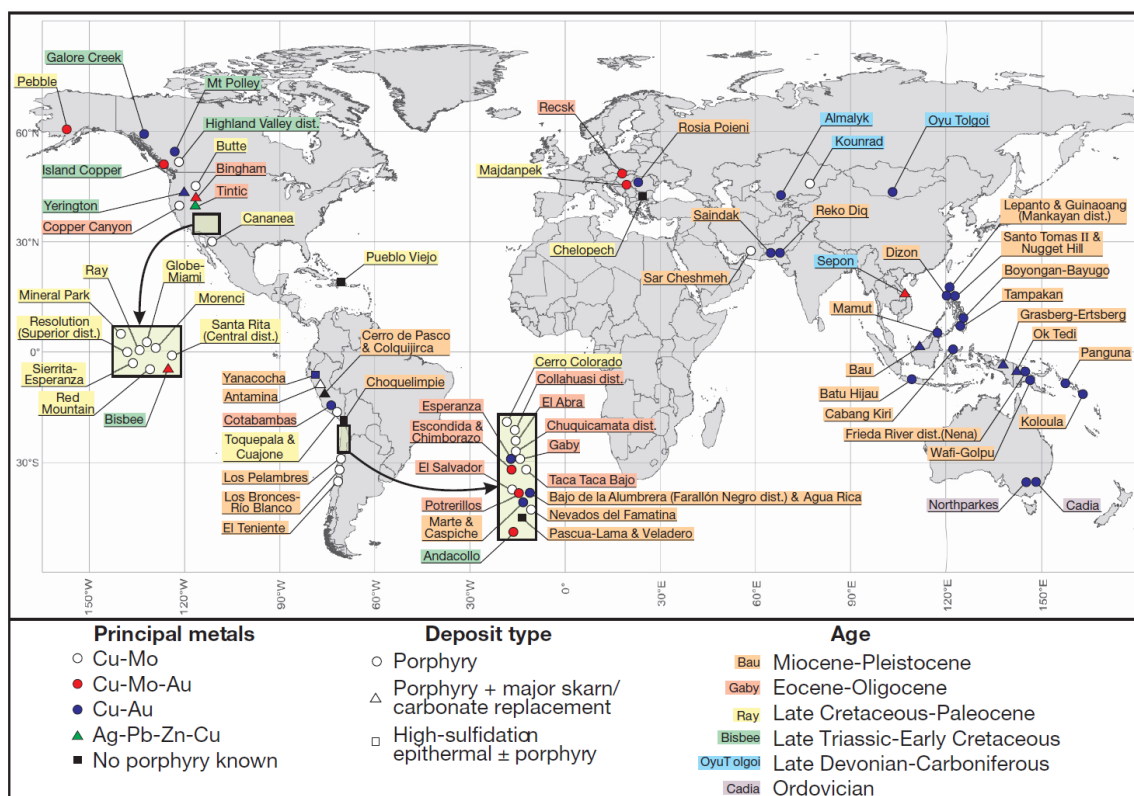 Galore Creek
Pebble
Mt Polley
Highland Valley dist.
Butte
Island Copper
Bingham
Tintic
Yerington
Copper Canyon
Cananea
Recsk
Rosia Poieni
Almalyk
Oyu Tolgoi
Kounrad
Majdanpek
Saindak
Reko Diq
Lepanto & Guinaoang
(Mankayan dist.)
Santo Tomas II &
Nugget Hill
Chelopech
Dizon
Sepon
Boyongan-Bayugo
Sar Cheshmeh
Mamut
Tampakan
Grasberg-Ertsberg
Ok Tedi
Panguna
Bau
Batu Hijau
Cabang Kiri
Koloula
Frieda River dist.(Nena)
Wafi-Golpu
Northparkes
Cadia
Pueblo Viejo
Ray
Globe-
Miami
Mineral Park
Morenci
Resolution
(Superior dist.)
Santa Rita
(Central dist.)
Sierrita-
Esperanza
Red
Mountain
Bisbee
Cerro de Pasco
& Colquijirca
Yanacocha
Antamina
Choquelimpie
Cotabambas
Toquepala &
Cuajone
Los Pelambres
Los Bronces-
Río Blanco
El Teniente
Cerro Colorado
Collahuasi dist.
El Abra
Esperanza
Chuquicamata dist.
Escondida &
Chimborazo
Gaby
El Salvador
Taca Taca Bajo
Potrerillos
Bajo de la Alumbrera (Farallón Negro dist.) & Agua Rica
Marte &
Caspiche
Nevados del Famatina
Pascua-Lama & Veladero
Andacollo
60°N
30°N
0°
30°S
150°W
120°W
90°W
60°W
30°W
0°
30°E
60°E
90°E
120°E
150°E
Principal metals
Cu-Mo
Cu-Mo-Au
Cu-Au
Ag-Pb-Zn-Cu
No porphyry known
Deposit type
Porphyry
Porphyry + major skarn/
carbonate replacement
High-sulfidation
epithermal ± porphyry
Age
Bau Miocene-Pleistocene
Gaby Eocene-Oligocene
Ray Late Cretaceous-Paleocene
Bisbee Late Triassic-Early Cretaceous
OyuT olgoi Late Devonian-Carboniferous
Cadia Ordovician